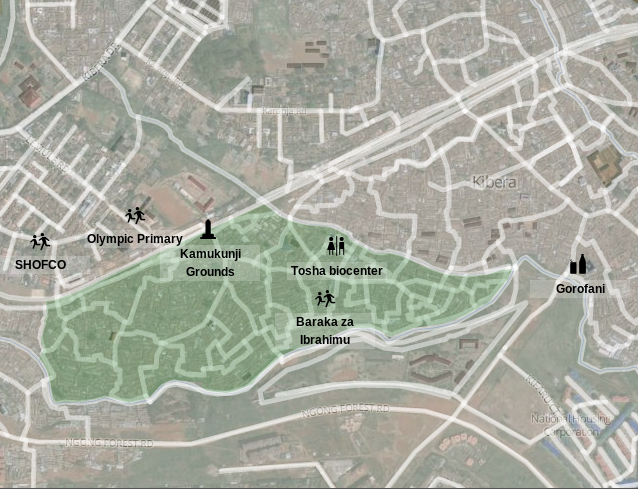 Kibera
Olympic Primary
SHOFCO
Kamukunji
Grounds
Tosha biocenter
Gorofani
Baraka za
Ibrahimu
NGONG FOREST RD
National Housing
Corporation
NGONG FOREST RD